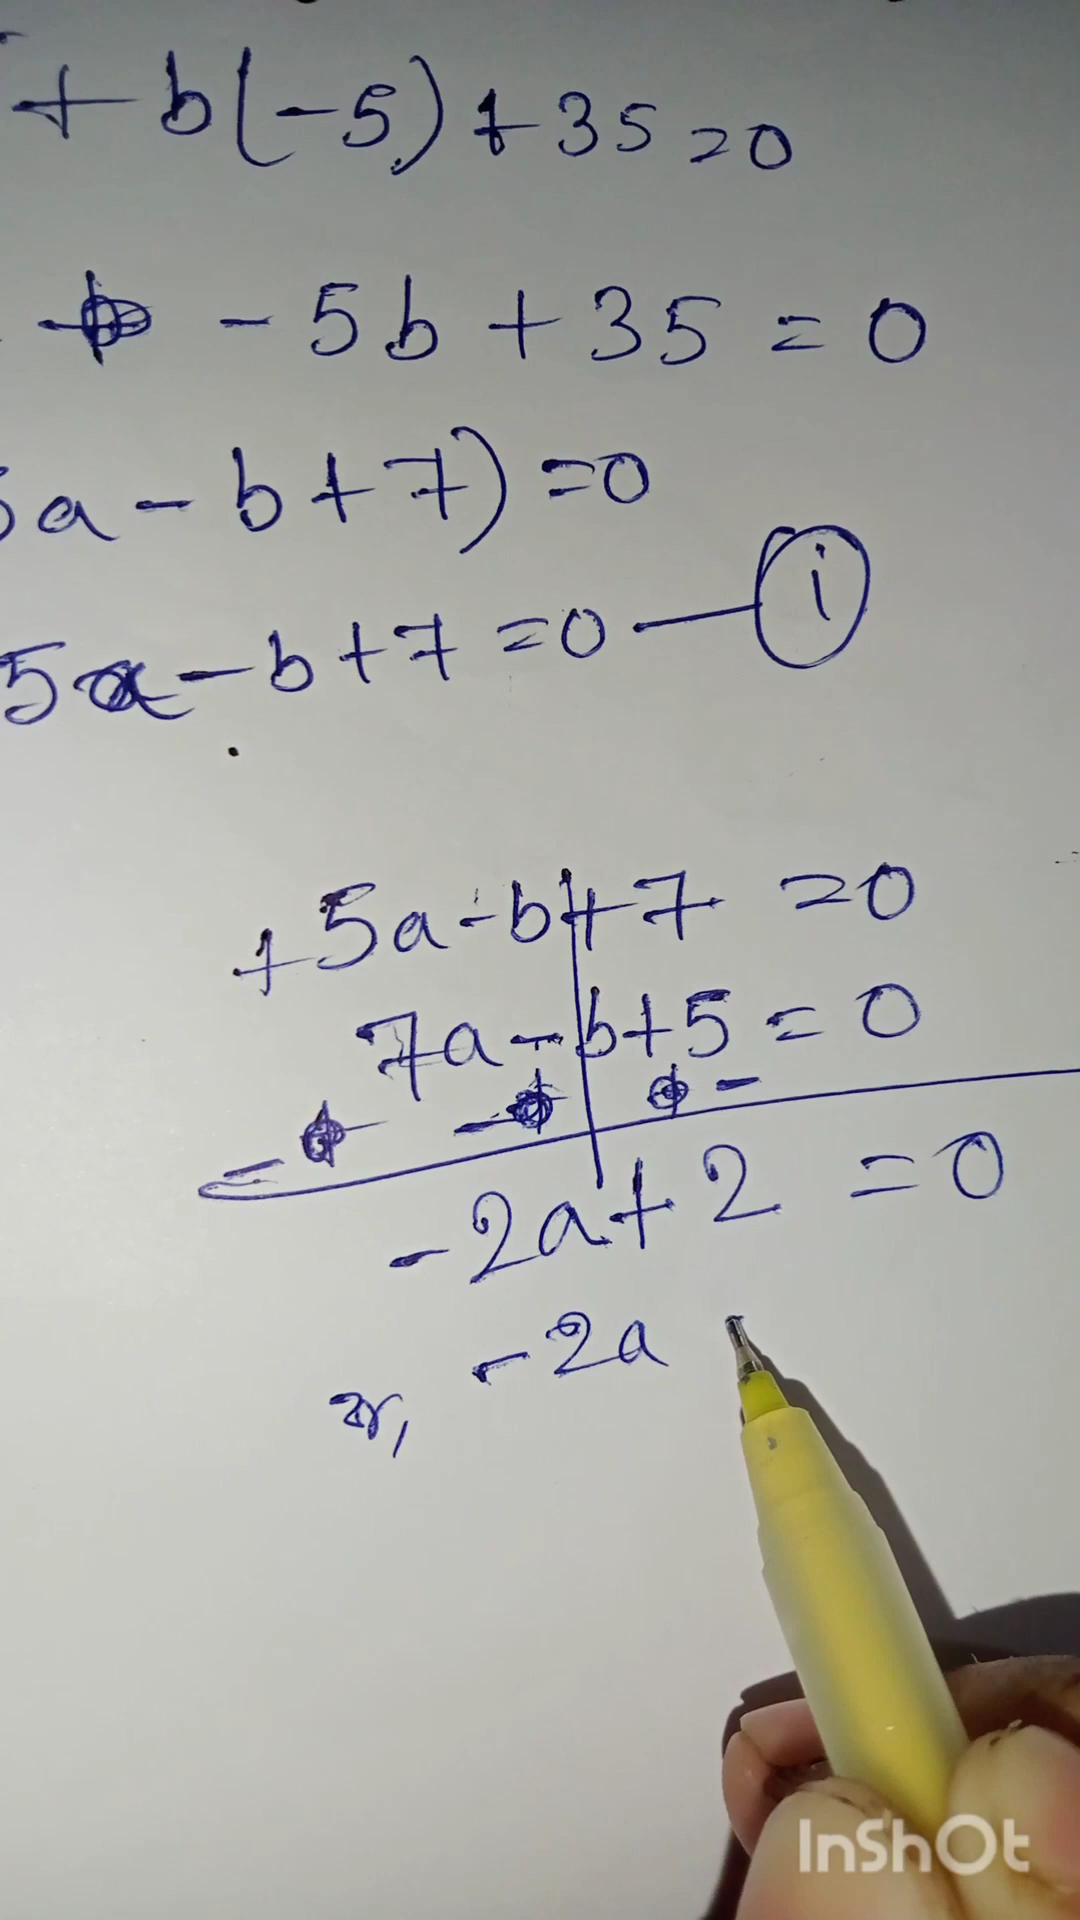 + b(-5) + 35 = 0
- 5b + 35 = 0
5a - b + 7) = 0
5a - b + 7 = 0 — i
+ 5a - b + 7 = 0
7a - b + 5 = 0
- - -
-2a + 2 = 0
या, -2a
InShOt